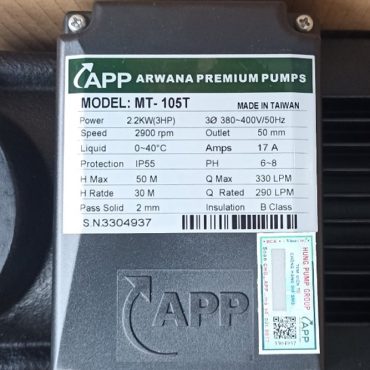 APP ARWANA PREMIUM PUMPS
MODEL: MT- 105T MADE IN TAIWAN
Power 2.2KW(3HP) 3Ø 380~400V/50Hz
Speed 2900 rpm Outlet 50 mm
Liquid 0~40°C Amps 17 A
Protection IP55 PH 6~8
H Max 50 M Q Max 330 LPM
H Ratde 30 M Q Rated 290 LPM
Pass Solid 2 mm Insulation B Class
S.N.3304937
APP
HUNG PUMP GROUP
APP